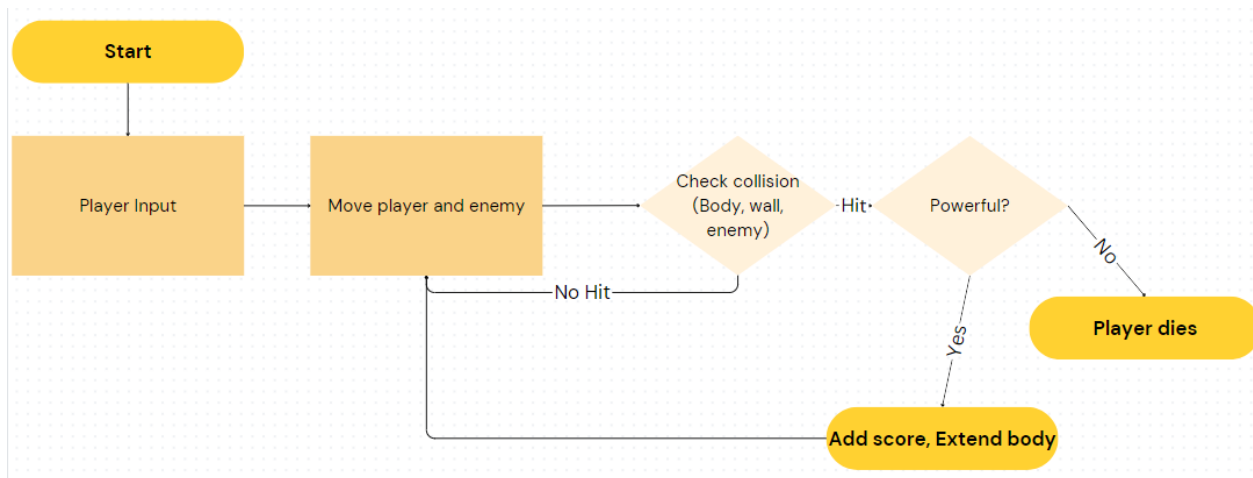 Start
Player Input
Move player and enemy
Check collision
(Body, wall,
enemy)
Hit
Powerful?
No
No Hit
Player dies
Yes
Add score, Extend body